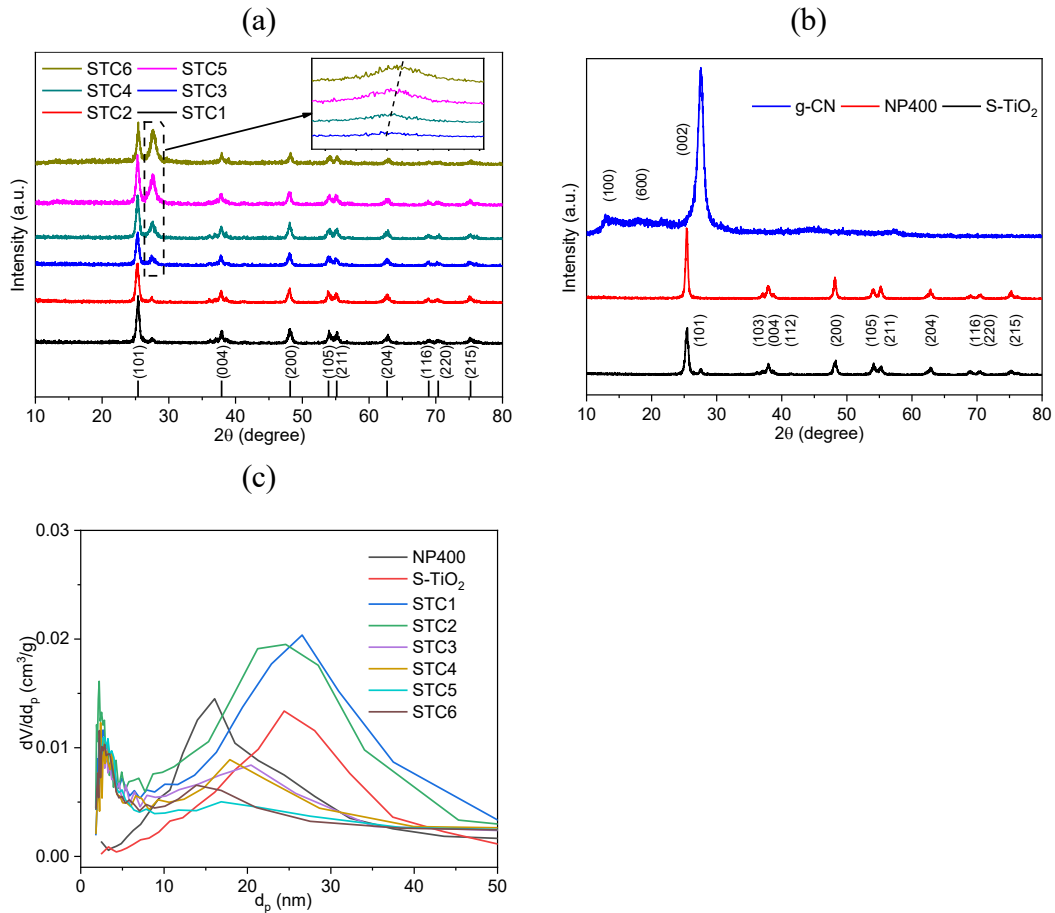 (a)
STC6 STC5
STC4 STC3
STC2 STC1
Intensity (a.u.)
(101)
(004)
(200)
(105)
(211)
(204)
(116)
(220)
(215)
10 20 30 40 50 60 70 80
2θ (degree)
(b)
g-CN NP400 S-TiO₂
(100)
(600)
(002)
Intensity (a.u.)
(101)
(103)
(004)
(112)
(200)
(105)
(211)
(204)
(116)
(220)
(215)
10 20 30 40 50 60 70 80
2θ (degree)
(c)
0.03
0.02
0.01
0.00
dV/ddₚ (cm³/g)
NP400
S-TiO₂
STC1
STC2
STC3
STC4
STC5
STC6
0 10 20 30 40 50
dₚ (nm)